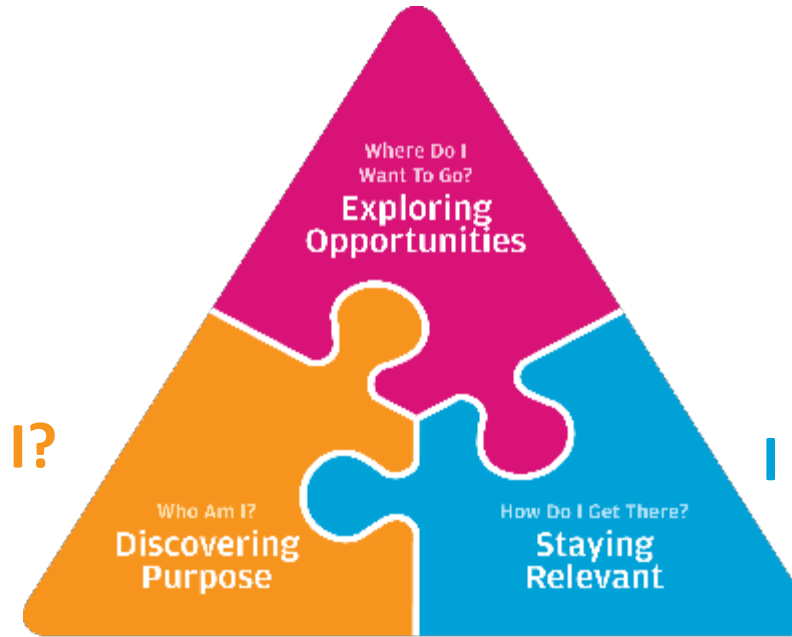 Where Do I
Want To Go?
Exploring
Opportunities
I?
I
Who Am I?
Discovering
Purpose
How Do I Get There?
Staying
Relevant